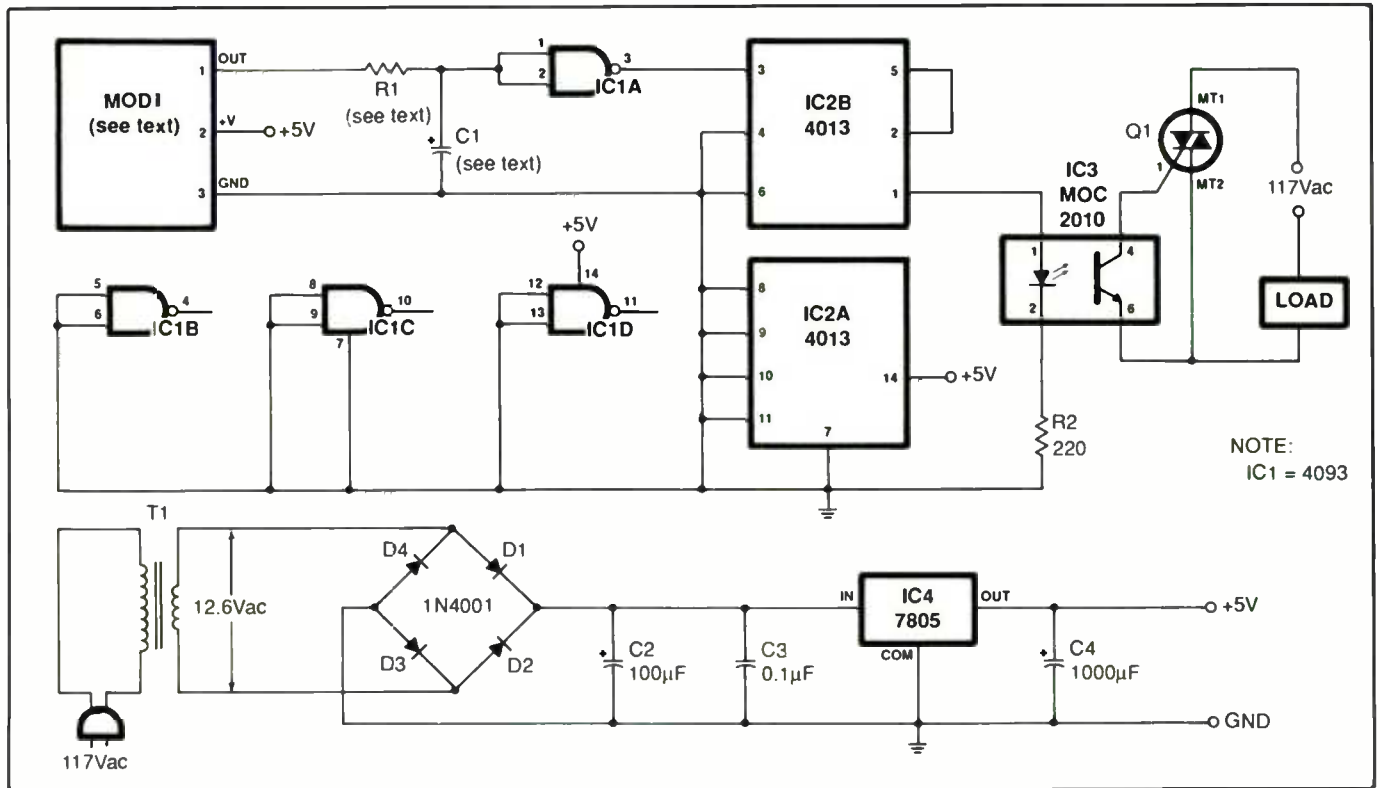 MOD1
(see text)
1
OUT
2
+V
+5V
3
GND
R1
(see text)
+
C1
(see text)
1
2
3
IC1A
IC2B
4013
3
4
6
5
2
1
IC3
MOC
2010
1
2
4
6
Q1
1
MT1
MT2
117Vac
LOAD
5
6
4
IC1B
8
9
10
7
IC1C
+5V
14
12
13
11
IC1D
IC2A
4013
8
9
10
11
14
+5V
7
R2
220
NOTE:
IC1 = 4093
T1
12.6Vac
117Vac
D4
D1
1N4001
D3
D2
+
C2
100µF
C3
0.1µF
IN
IC4
7805
OUT
COM
+
C4
1000µF
+5V
GND